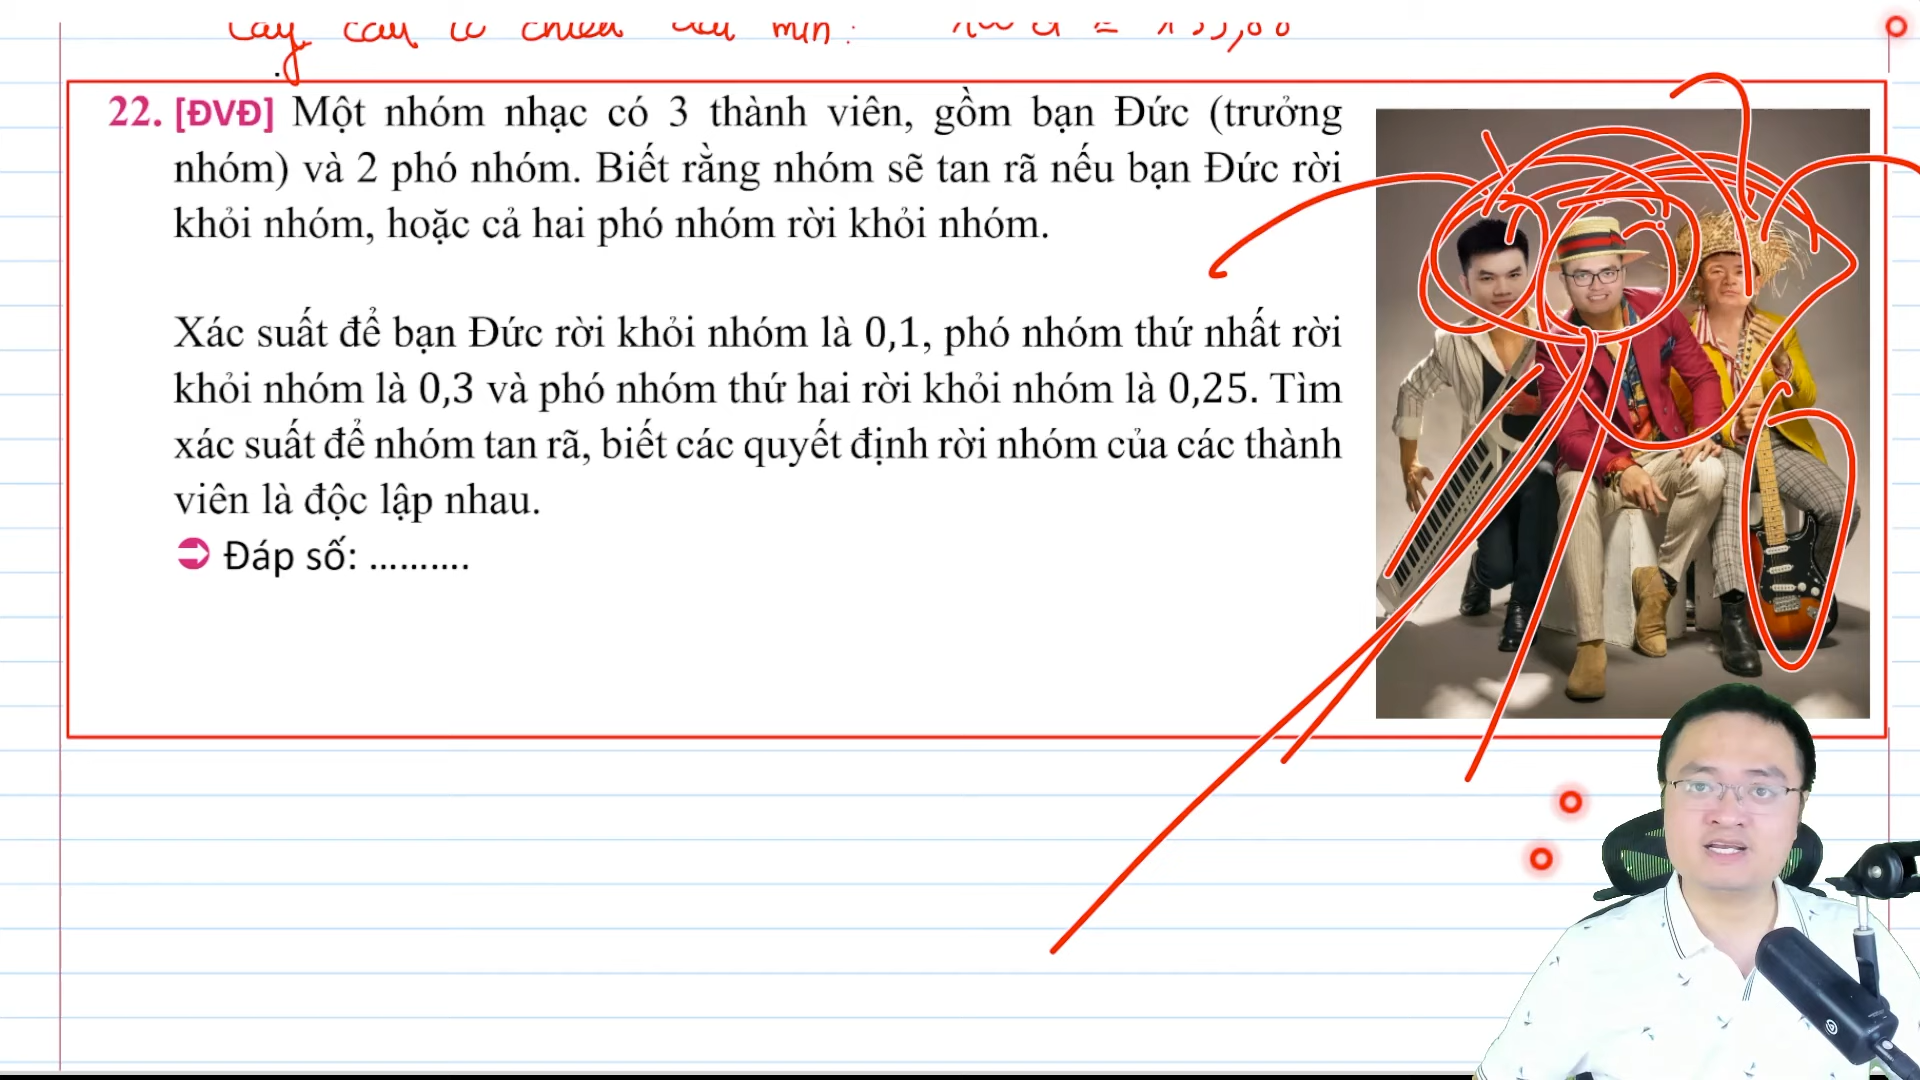 22. [ĐVĐ] Một nhóm nhạc có 3 thành viên, gồm bạn Đức (trưởng
nhóm) và 2 phó nhóm. Biết rằng nhóm sẽ tan rã nếu bạn Đức rời
khỏi nhóm, hoặc cả hai phó nhóm rời khỏi nhóm.
Xác suất để bạn Đức rời khỏi nhóm là 0,1, phó nhóm thứ nhất rời
khỏi nhóm là 0,3 và phó nhóm thứ hai rời khỏi nhóm là 0,25. Tìm
xác suất để nhóm tan rã, biết các quyết định rời nhóm của các thành
viên là độc lập nhau.
Đáp số: ..........